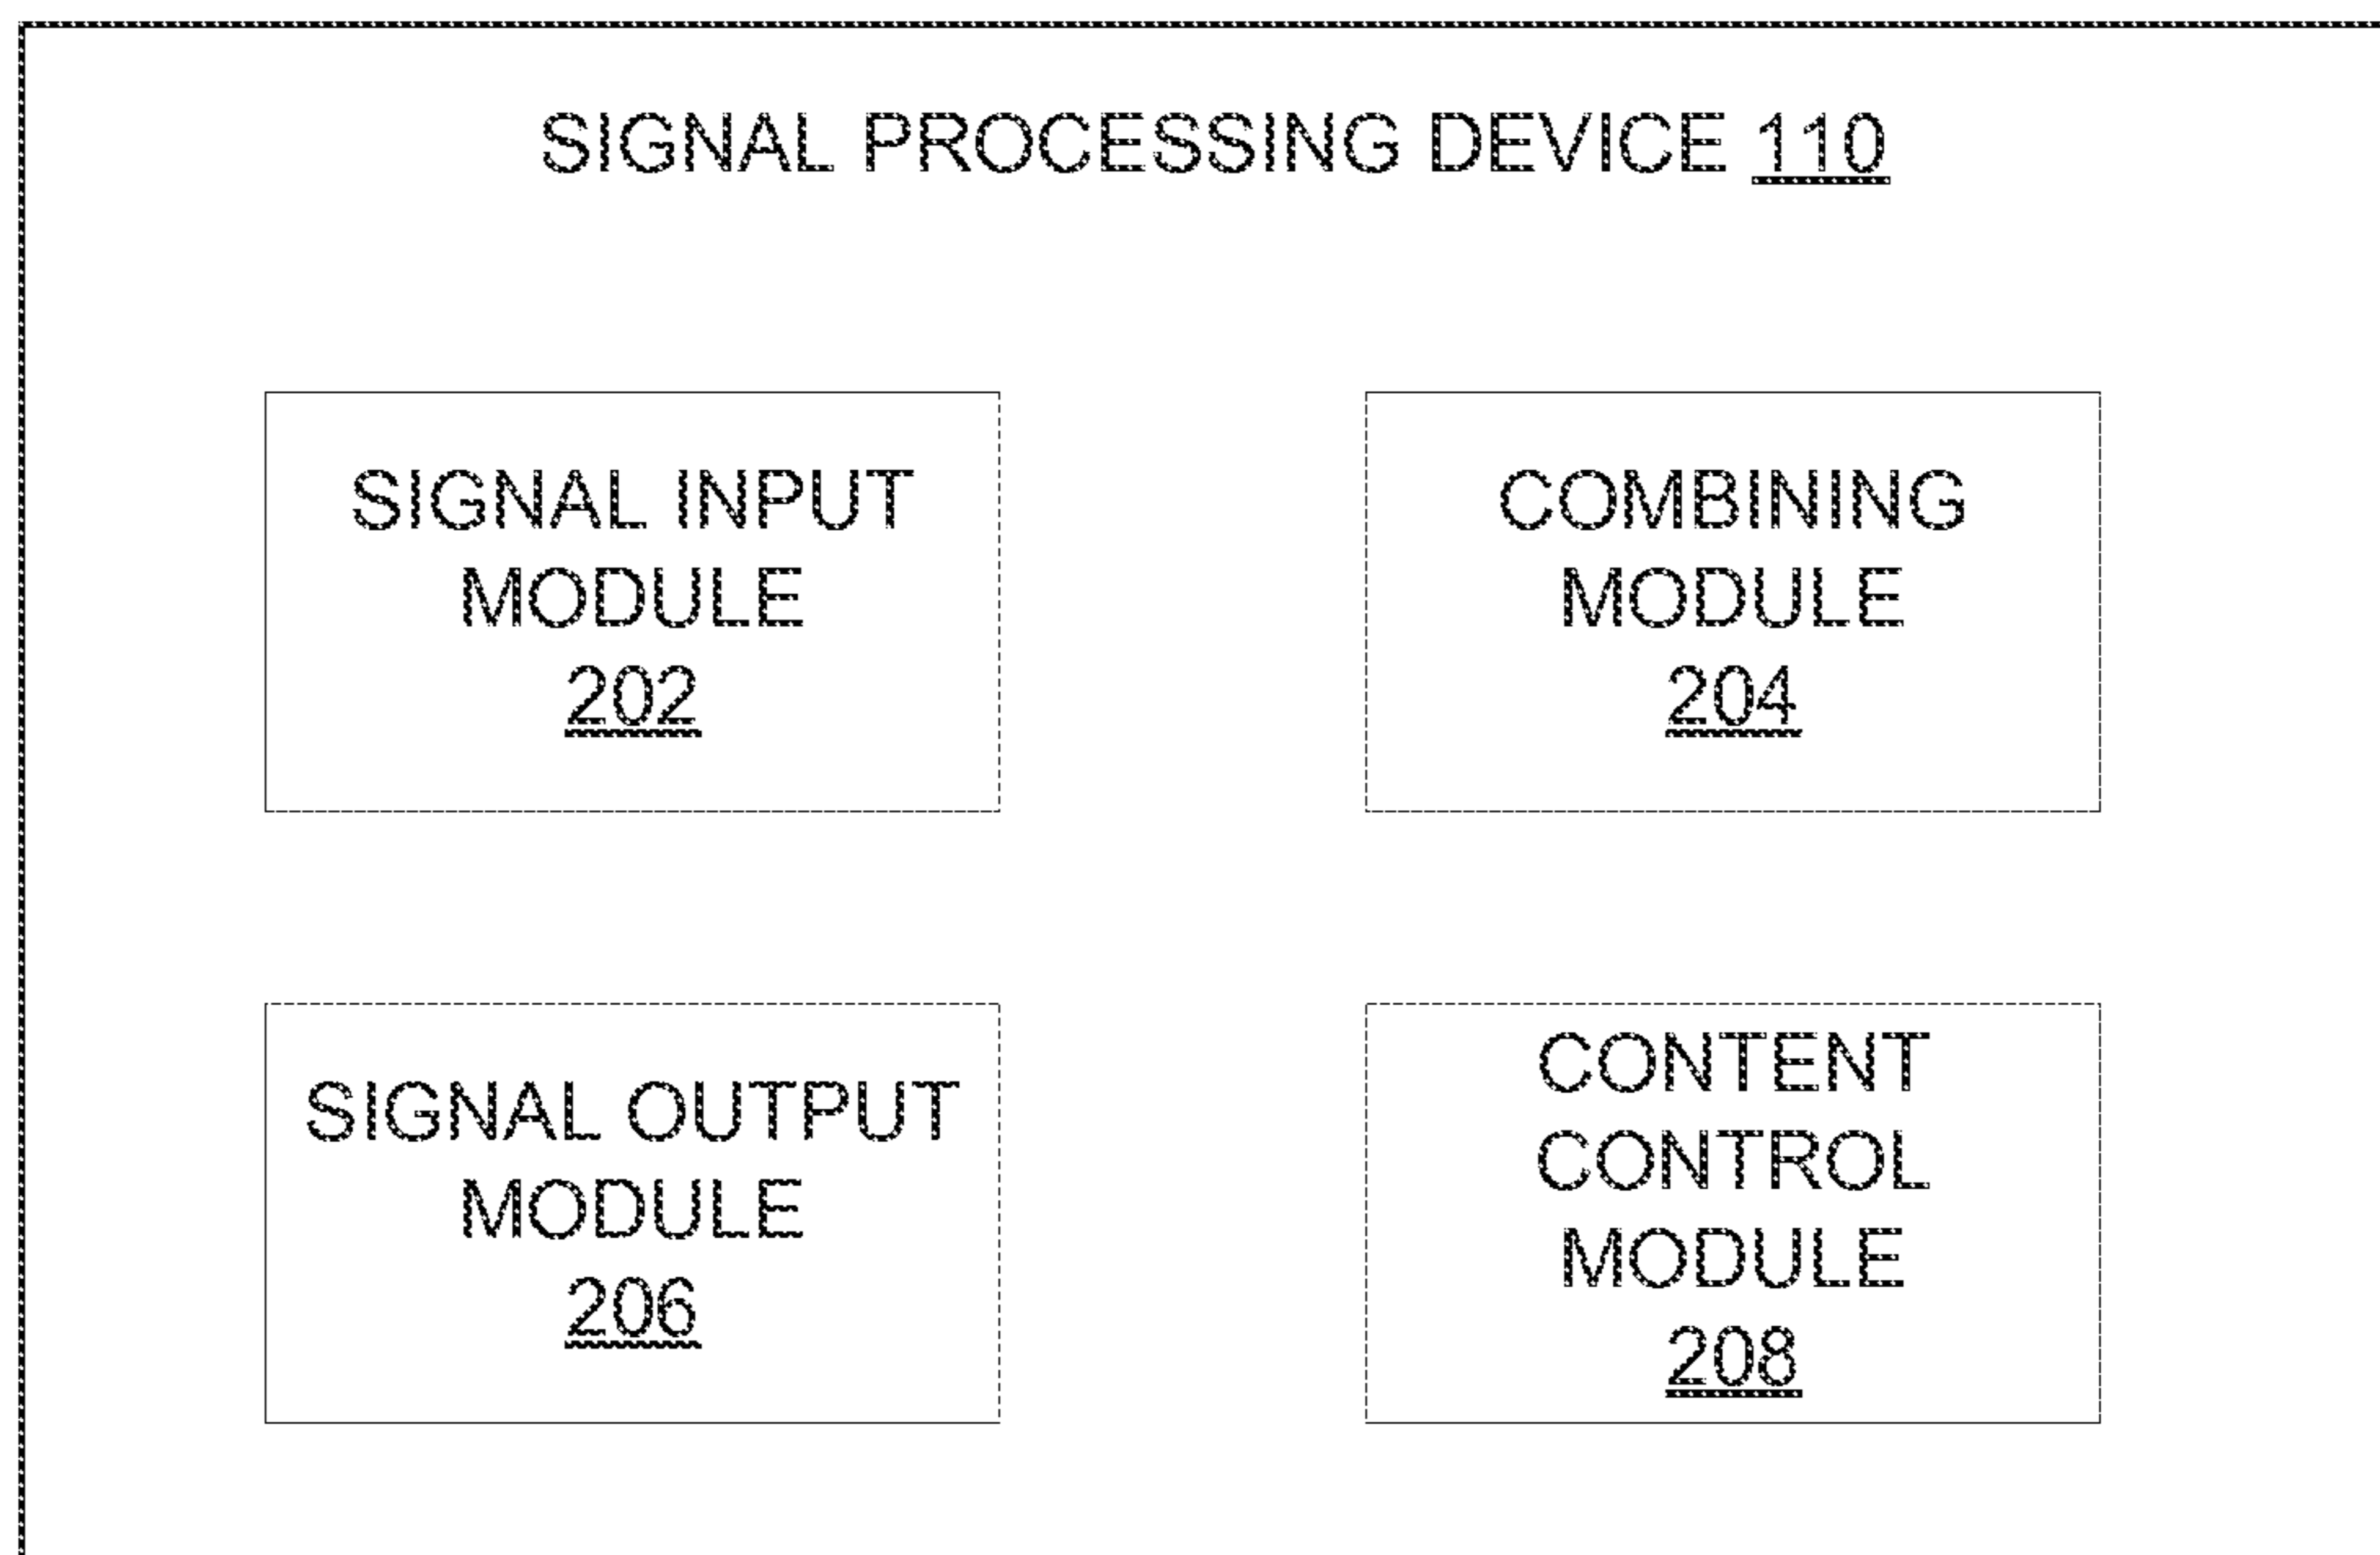 SIGNAL PROCESSING DEVICE 110
SIGNAL INPUT
MODULE
202
COMBINING
MODULE
204
SIGNAL OUTPUT
MODULE
206
CONTENT
CONTROL
MODULE
208